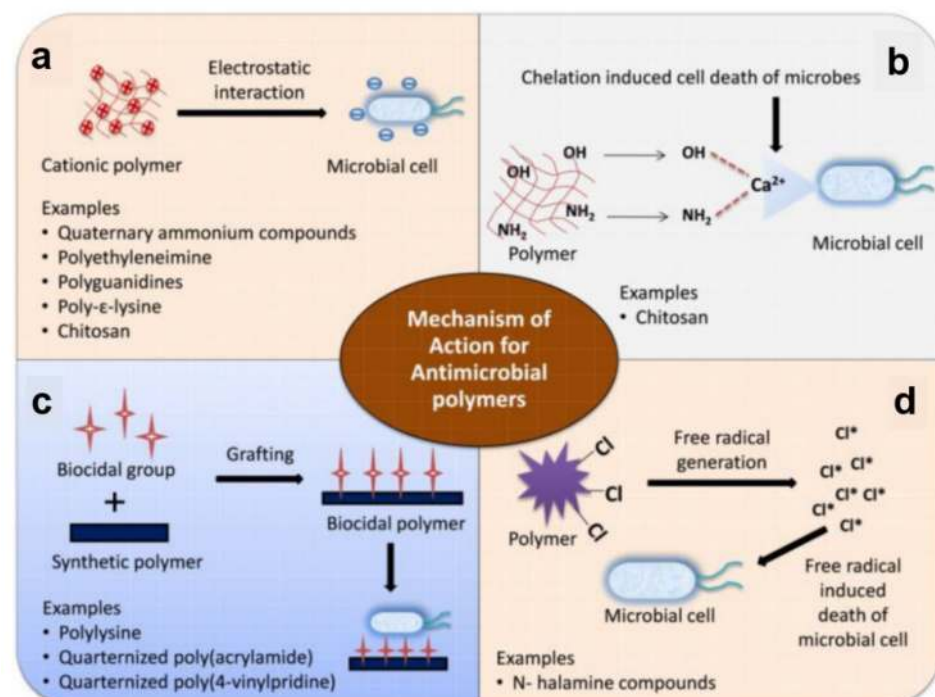 a
Electrostatic
interaction
Cationic polymer
Microbial cell
Examples
• Quaternary ammonium compounds
• Polyethyleneimine
• Polyguanidines
• Poly-ε-lysine
• Chitosan
b
Chelation induced cell death of microbes
OH
OH
NH2
NH2
Polymer
OH
NH2
Ca2+
Microbial cell
Examples
• Chitosan
Mechanism of
Action for
Antimicrobial
polymers
c
Biocidal group
+
Synthetic polymer
Grafting
Biocidal polymer
Examples
• Polylysine
• Quarternized poly(acrylamide)
• Quarternized poly(4-vinylpridine)
d
Cl
Cl
Cl
Polymer
Free radical
generation
Cl*
Cl* Cl*
Cl* Cl*
Cl*
Cl*
Free radical
induced
death of
microbial cell
Microbial cell
Examples
• N- halamine compounds